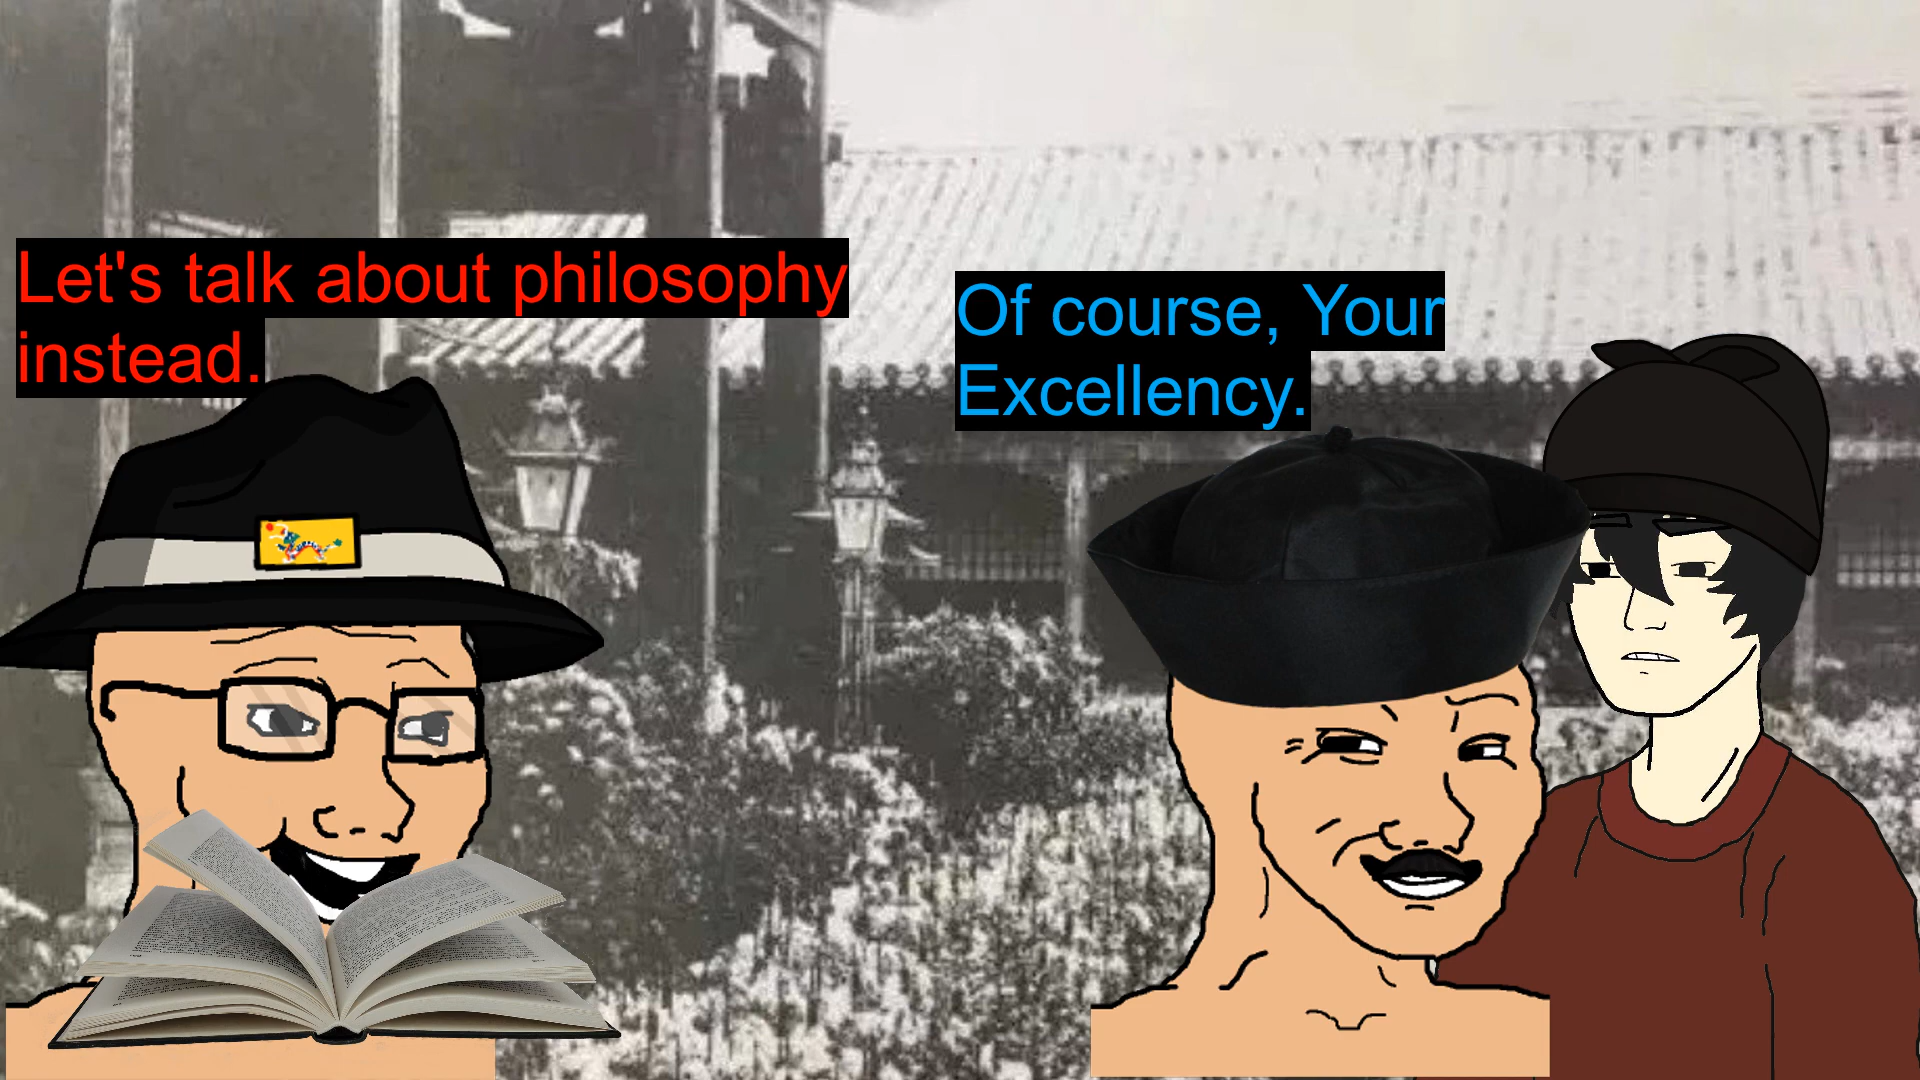 Let's talk about philosophy
instead.
Of course, Your
Excellency.